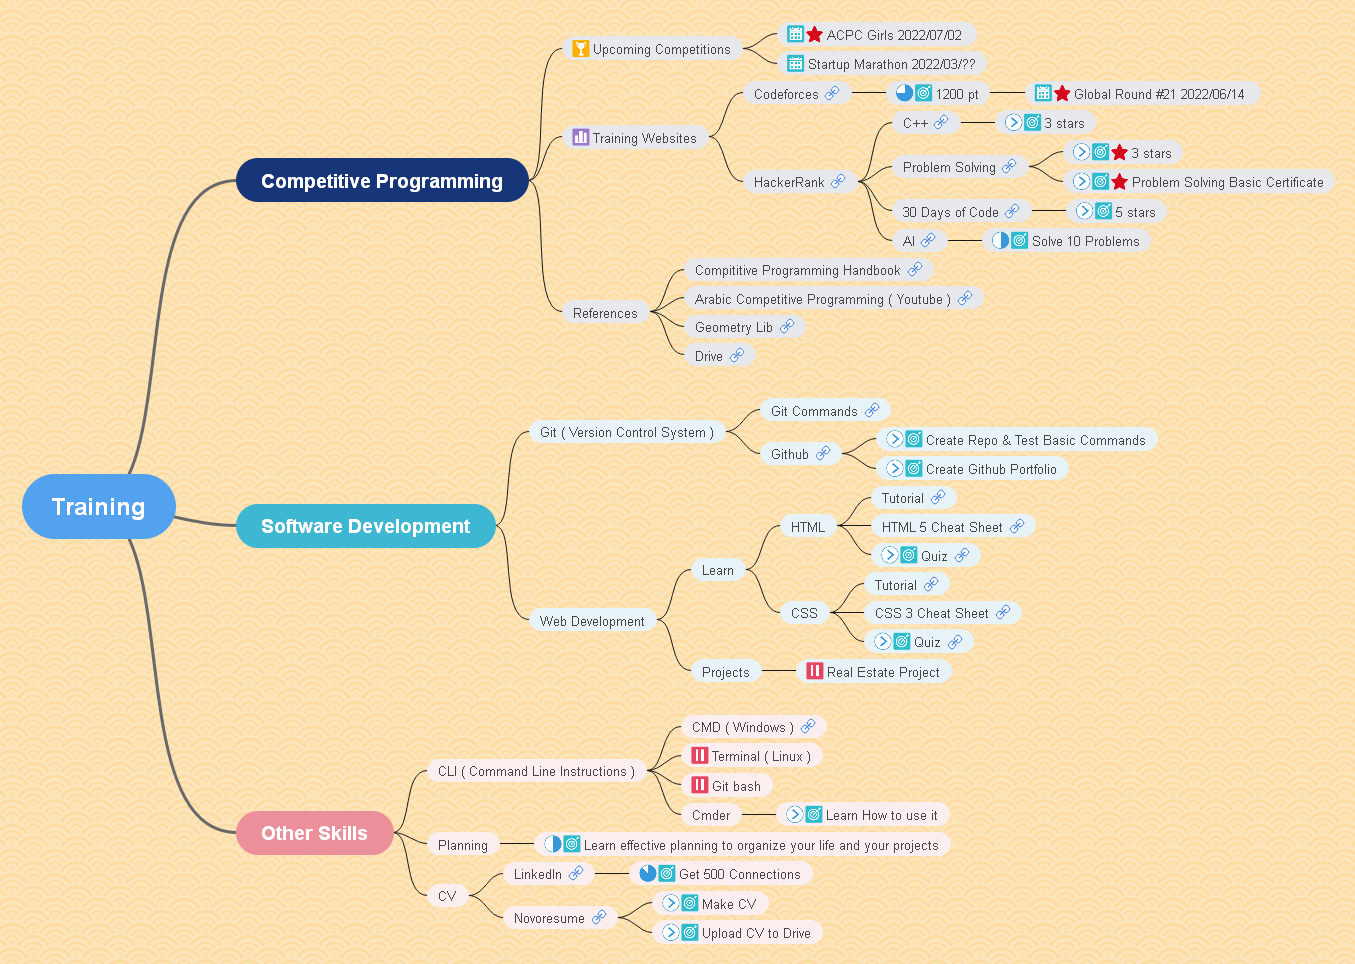 Training
Competitive Programming
Upcoming Competitions
ACPC Girls 2022/07/02
Startup Marathon 2022/03/??
Training Websites
Codeforces
1200 pt
Global Round #21 2022/06/14
HackerRank
C++
3 stars
Problem Solving
3 stars
Problem Solving Basic Certificate
30 Days of Code
5 stars
AI
Solve 10 Problems
References
Compititive Programming Handbook
Arabic Competitive Programming ( Youtube )
Geometry Lib
Drive
Software Development
Git ( Version Control System )
Git Commands
Github
Create Repo & Test Basic Commands
Create Github Portfolio
Web Development
Learn
HTML
Tutorial
HTML 5 Cheat Sheet
Quiz
CSS
Tutorial
CSS 3 Cheat Sheet
Quiz
Projects
Real Estate Project
Other Skills
CLI ( Command Line Instructions )
CMD ( Windows )
Terminal ( Linux )
Git bash
Cmder
Learn How to use it
Planning
Learn effective planning to organize your life and your projects
CV
LinkedIn
Get 500 Connections
Novoresume
Make CV
Upload CV to Drive